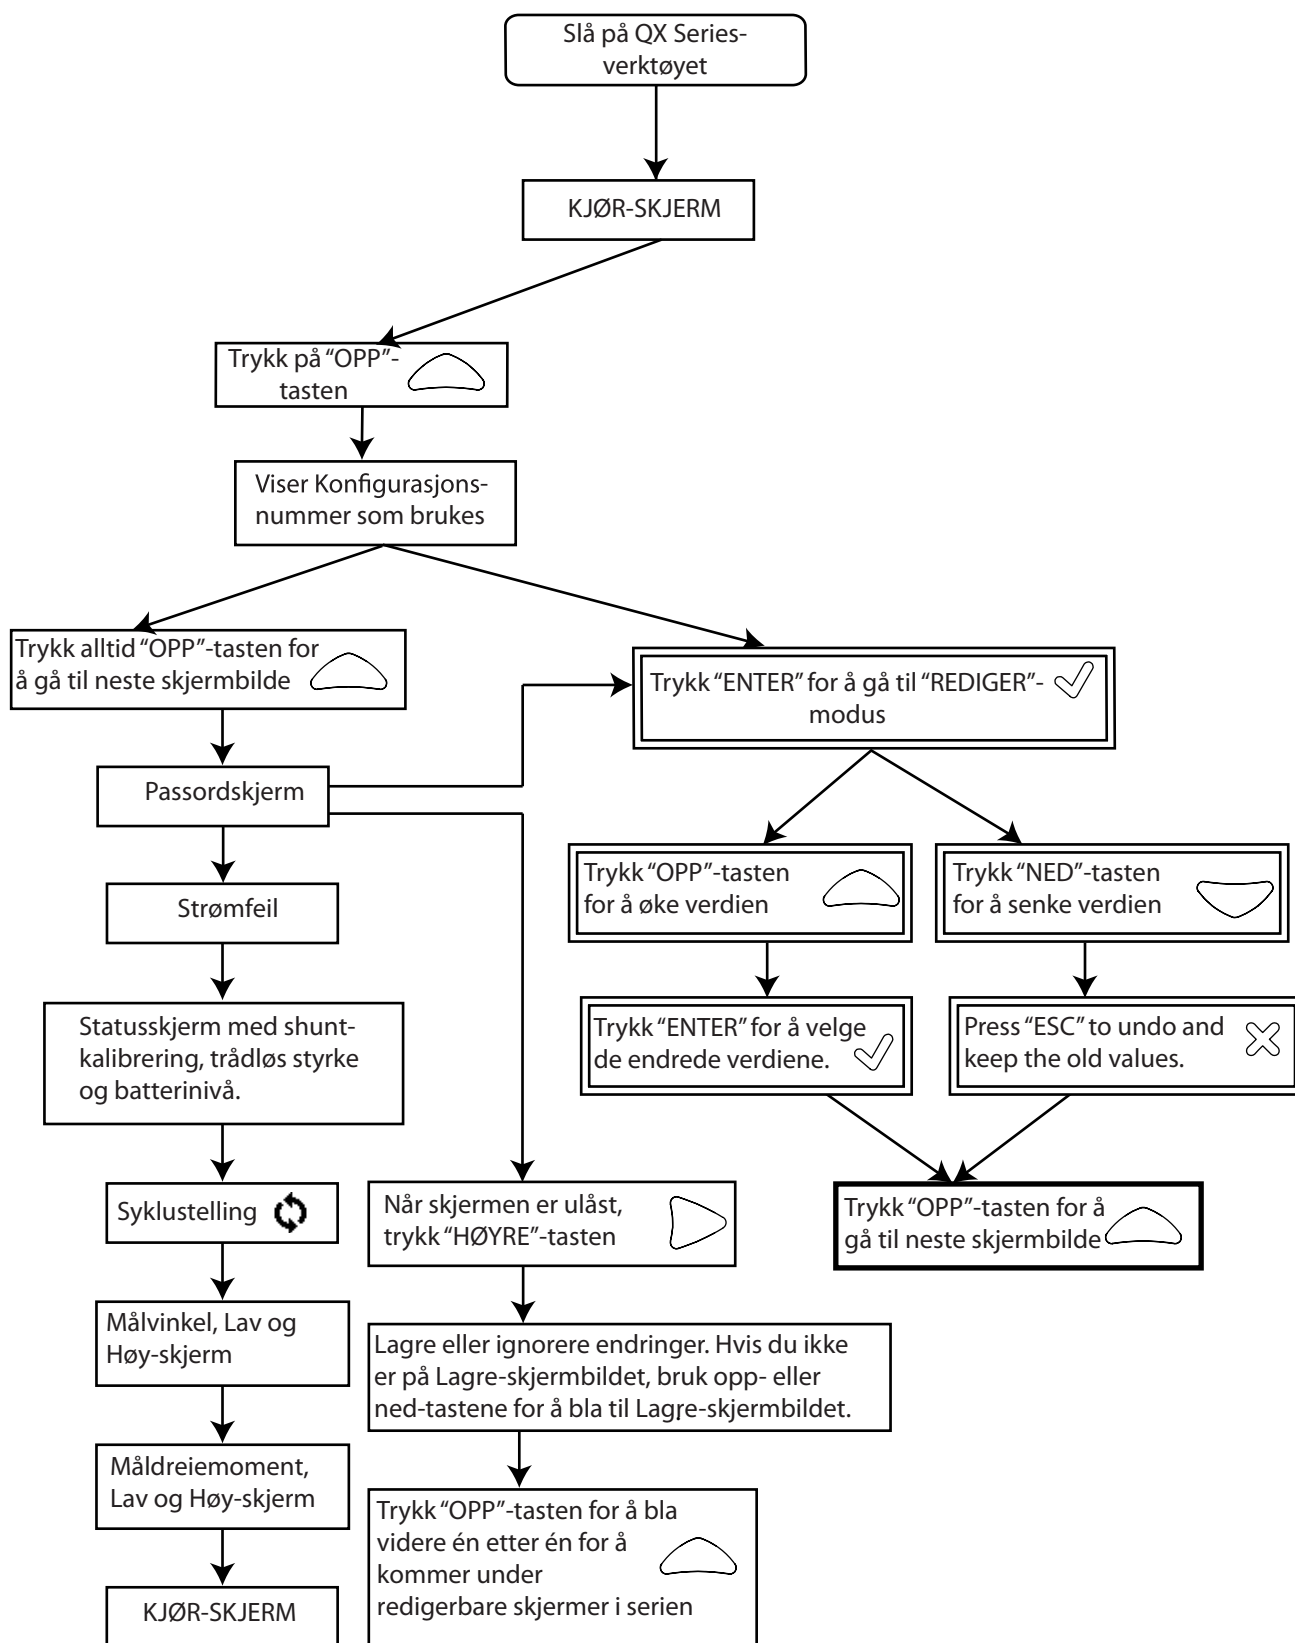 Slå på QX Series-
verktøyet
KJØR-SKJERM
Trykk på “OPP”-
tasten
Viser Konfigurasjons-
nummer som brukes
Trykk alltid “OPP”-tasten for
å gå til neste skjermbilde
Trykk “ENTER” for å gå til “REDIGER”-
modus
Passordskjerm
Trykk “OPP”-tasten
for å øke verdien
Trykk “NED”-tasten
for å senke verdien
Strømfeil
Statusskjerm med shunt-
kalibrering, trådløs styrke
og batterinivå.
Trykk “ENTER” for å velge
de endrede verdiene.
Press “ESC” to undo and
keep the old values.
Syklustelling
Når skjermen er ulåst,
trykk “HØYRE”-tasten
Trykk “OPP”-tasten for å
gå til neste skjermbilde
Målvinkel, Lav og
Høy-skjerm
Lagre eller ignorere endringer. Hvis du ikke
er på Lagre-skjermbildet, bruk opp- eller
ned-tastene for å bla til Lagre-skjermbildet.
Måldreiemoment,
Lav og Høy-skjerm
Trykk “OPP”-tasten for å bla
videre én etter én for å
kommer under
redigerbare skjermer i serien
KJØR-SKJERM